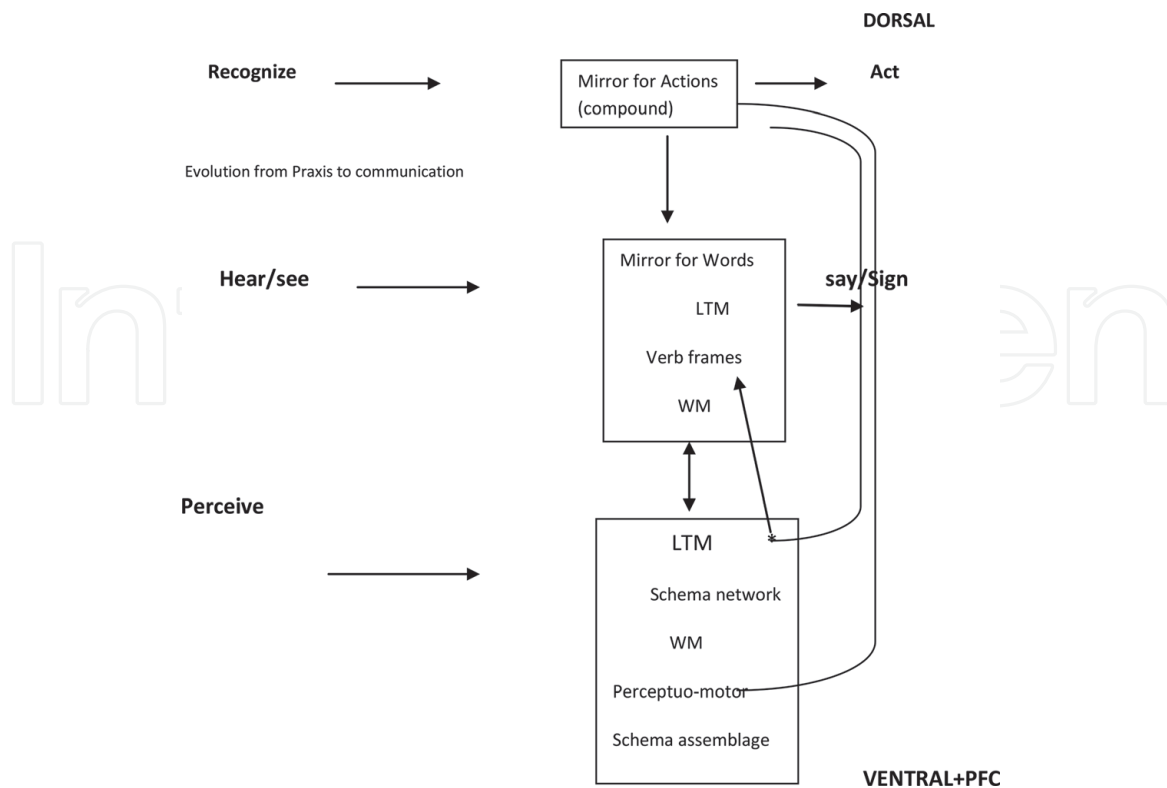 DORSAL
Recognize
Mirror for Actions
(compound)
Act
Evolution from Praxis to communication
Hear/see
Mirror for Words
say/Sign
LTM
Verb frames
WM
Perceive
LTM
*
Schema network
WM
Perceptuo-motor
Schema assemblage
VENTRAL+PFC